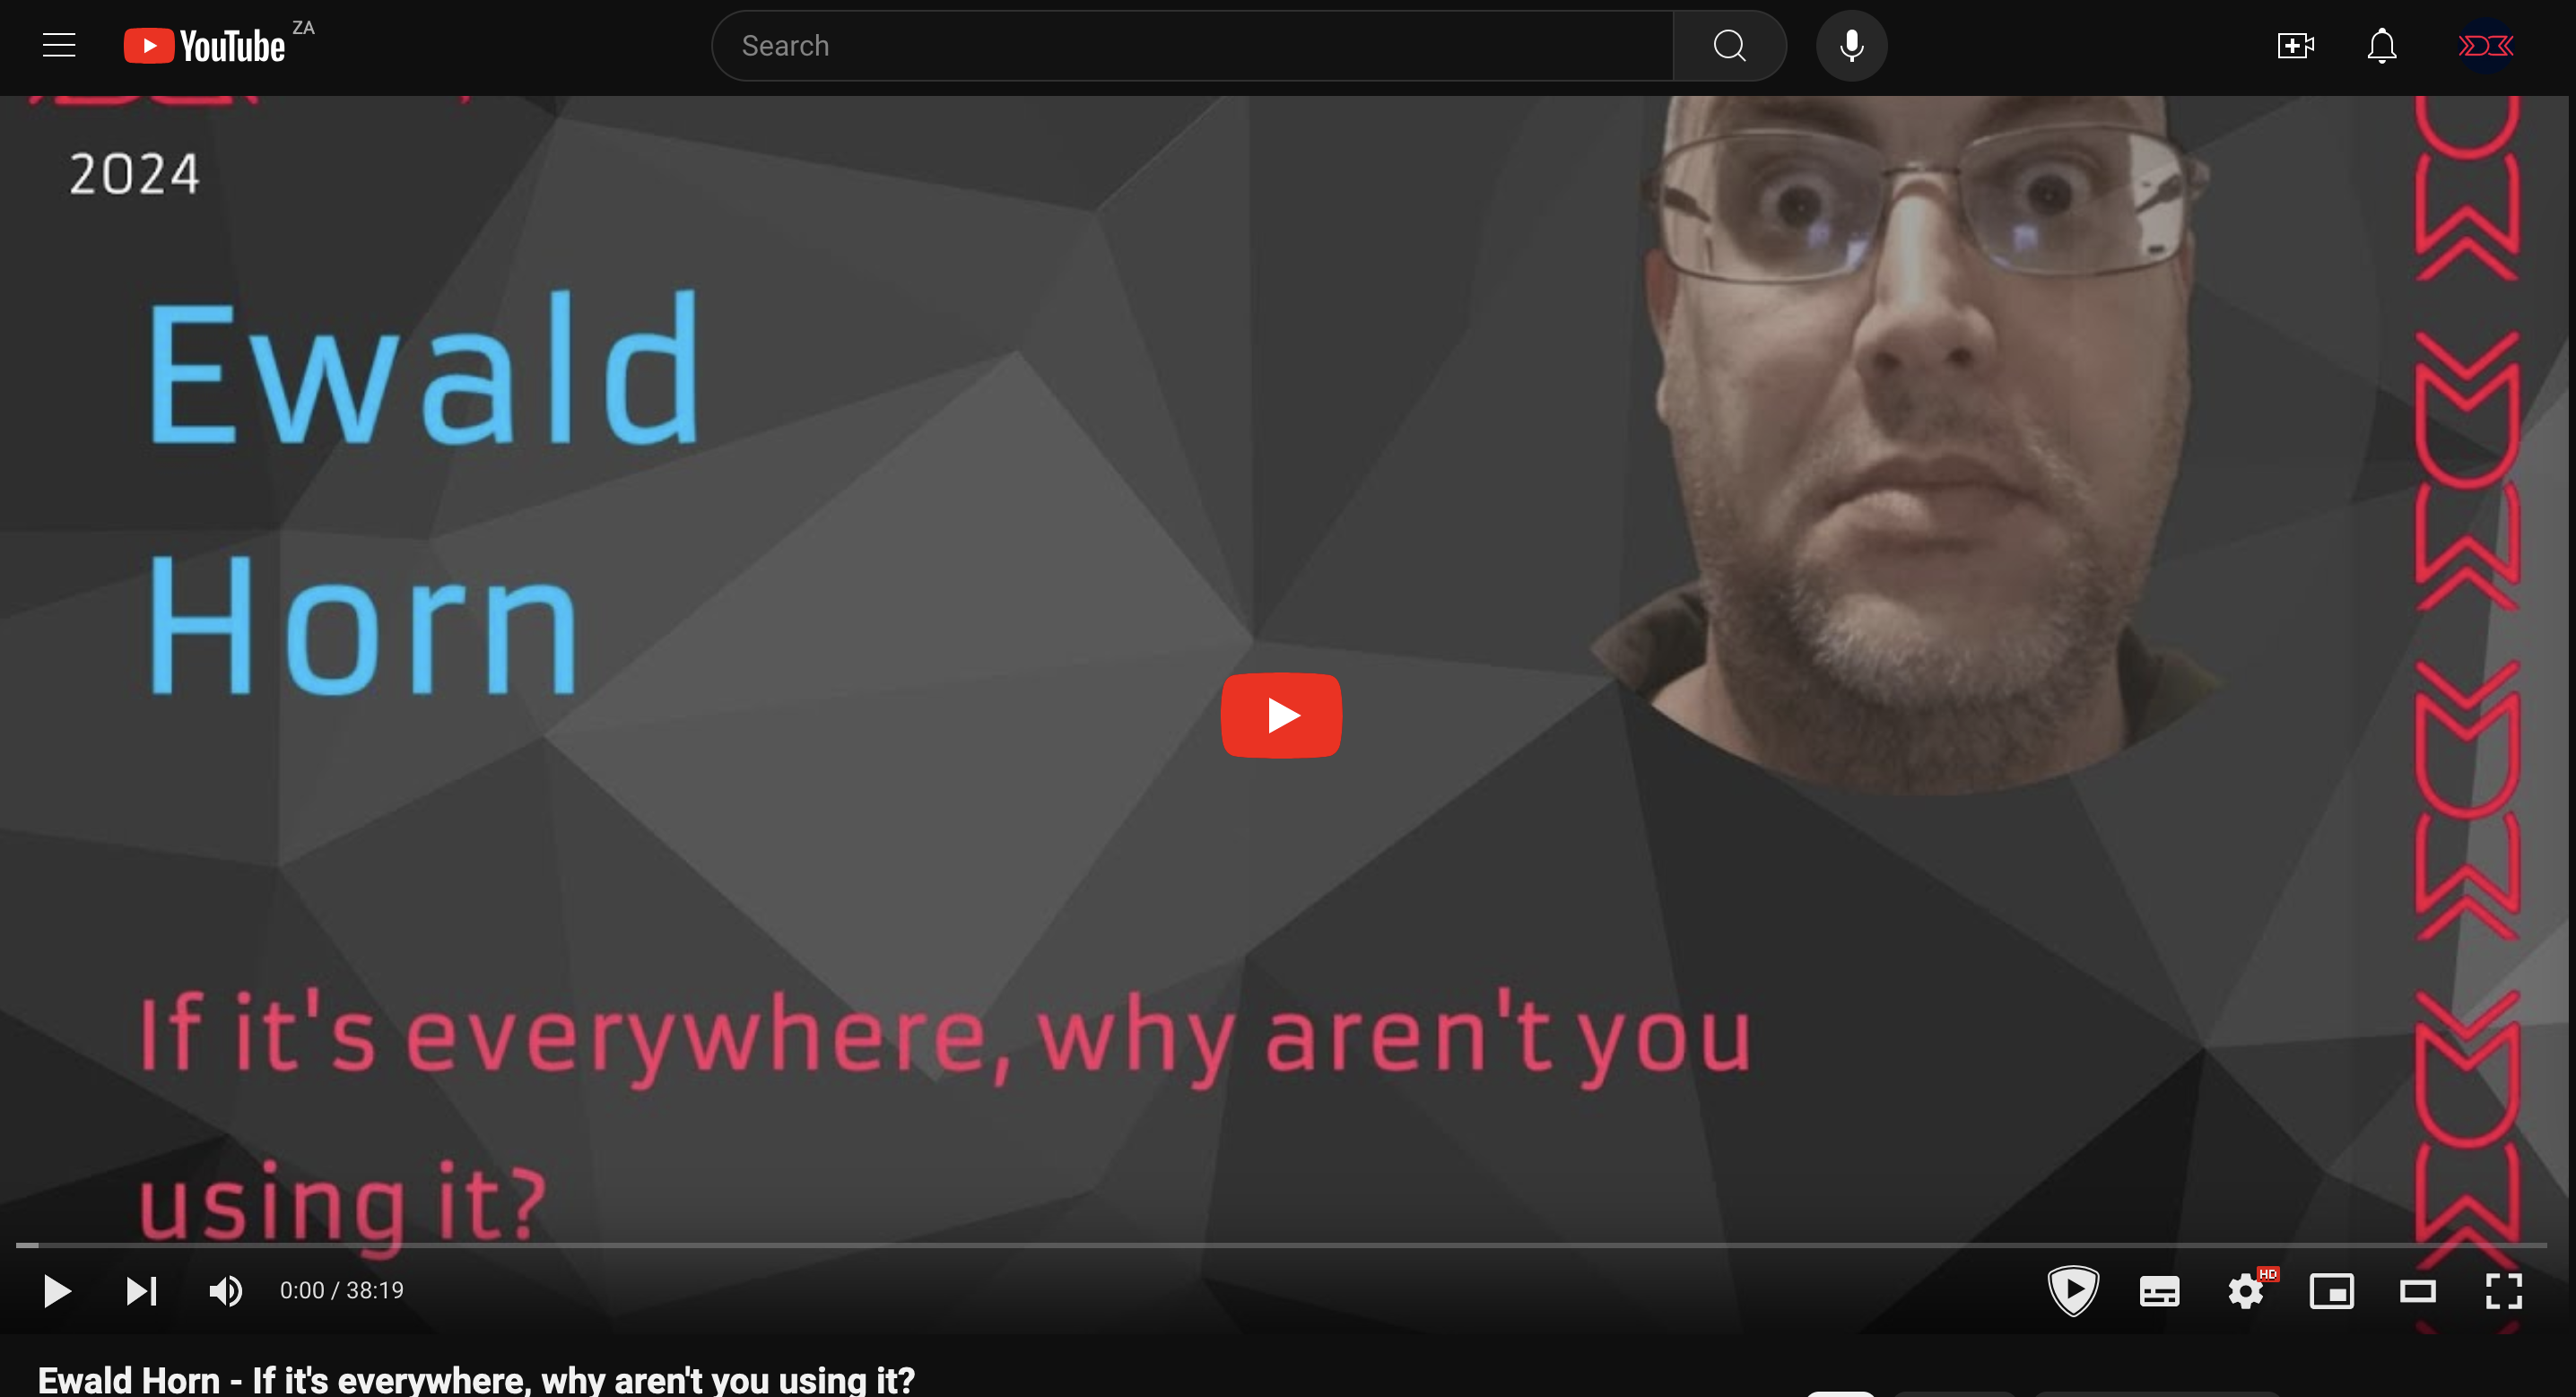 YouTube ZA
Search
2024
Ewald
Horn
If it's everywhere, why aren't you
using it?
0:00 / 38:19
HD
Ewald Horn - If it's everywhere, why aren't you using it?